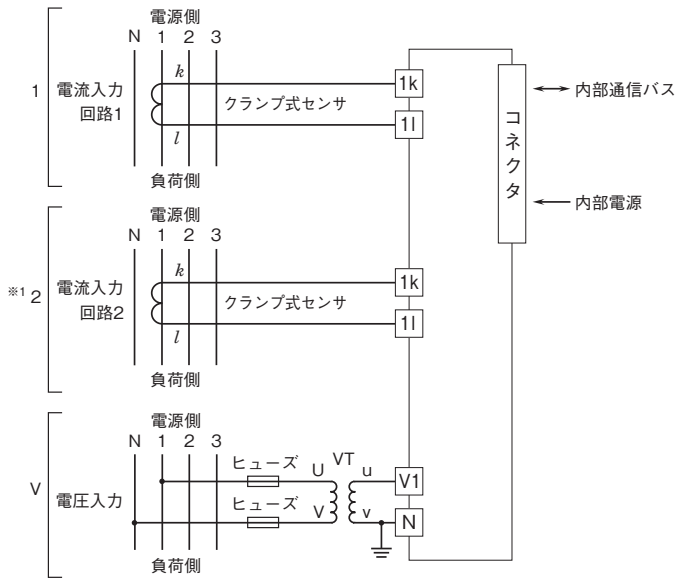 電源側
N 1 2 3
1 電流入力
回路1
k
l
クランプ式センサ
1k
1l
負荷側
コネクタ
内部通信バス
内部電源
電源側
N 1 2 3
※1 2 電流入力
回路2
k
l
クランプ式センサ
1k
1l
負荷側
電源側
N 1 2 3
V 電圧入力
ヒューズ
ヒューズ
U VT u
V v
V1
N
負荷側